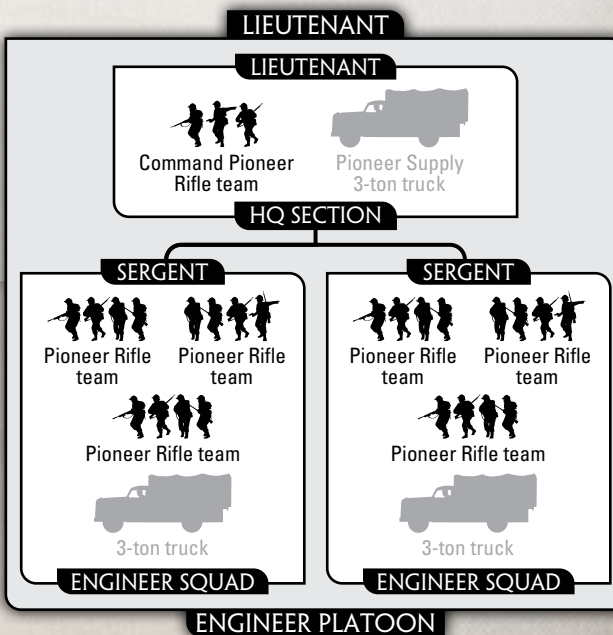 LIEUTENANT
LIEUTENANT
Command Pioneer
Rifle team
Pioneer Supply
3-ton truck
HQ SECTION
SERGENT
Pioneer Rifle
team
Pioneer Rifle
team
Pioneer Rifle team
3-ton truck
ENGINEER SQUAD
SERGENT
Pioneer Rifle
team
Pioneer Rifle
team
Pioneer Rifle team
3-ton truck
ENGINEER SQUAD
ENGINEER PLATOON